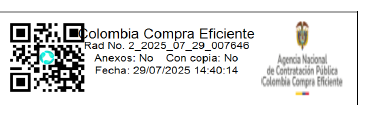 Colombia Compra Eficiente
Rad No. 2_2025_07_29_007646
Anexos: No Con copia: No
Fecha: 29/07/2025 14:40:14
Agencia Nacional
de Contratación Pública
Colombia Compra Eficiente